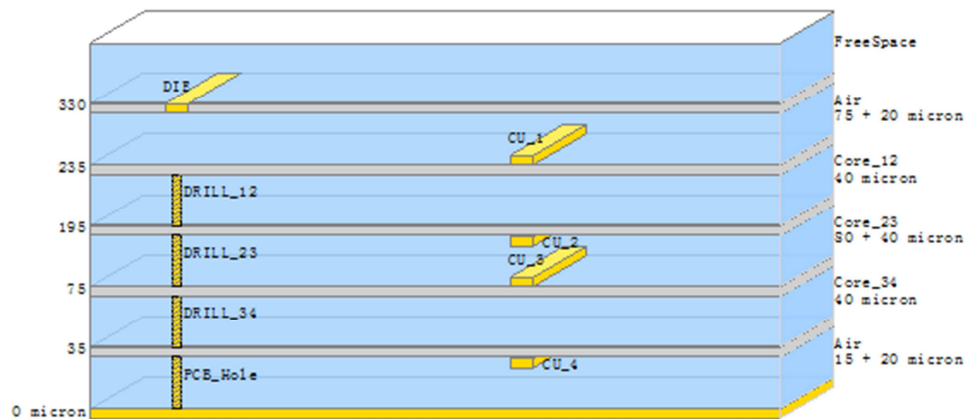 FreeSpace
DIE
330
Air
75 + 20 micron
CU_1
235
Core_12
40 micron
DRILL_12
195
Core_23
80 + 40 micron
DRILL_23
CU_2
CU_3
75
Core_34
40 micron
DRILL_34
35
Air
15 + 20 micron
PCB_Hole
CU_4
0 micron